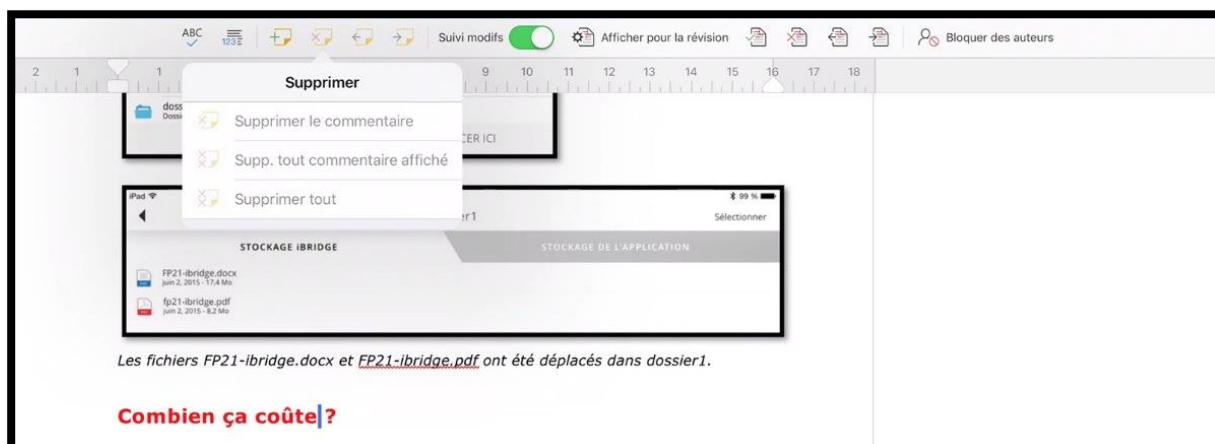 ABC
123
Suivi modifs
Afficher pour la révision
Bloquer des auteurs
2 1 1 9 10 11 12 13 14 15 16 17 18
Supprimer
Supprimer le commentaire
Supp. tout commentaire affiché
Supprimer tout
doss
Dossie
CER ICI
iPad
99 %
er1
Sélectionner
STOCKAGE iBRIDGE
STOCKAGE DE L'APPLICATION
FP21-ibridge.docx
juin 2, 2015 - 17,4 Mo
fp21-ibridge.pdf
juin 2, 2015 - 8,2 Mo
Les fichiers FP21-ibridge.docx et FP21-ibridge.pdf ont été déplacés dans dossier1.
Combien ça coûte ?